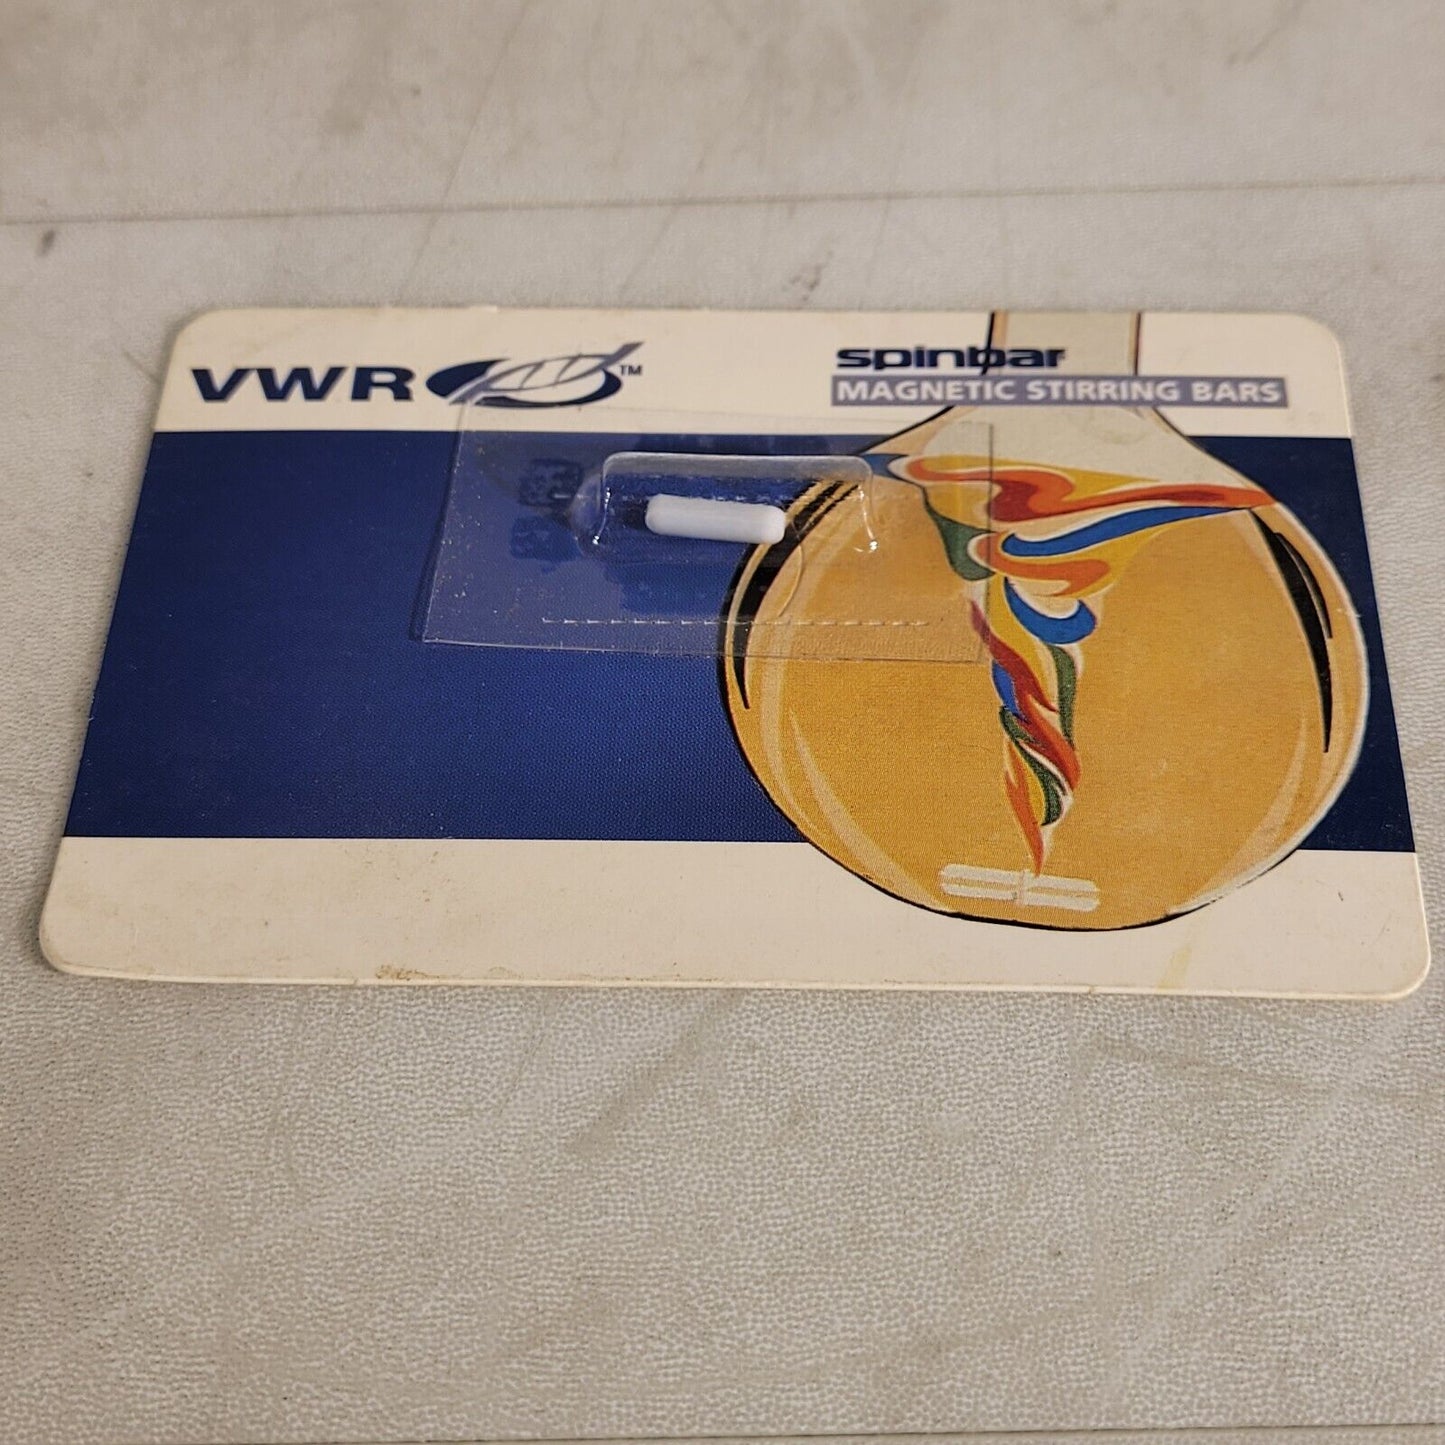 VWR™
spinbar
MAGNETIC STIRRING BARS